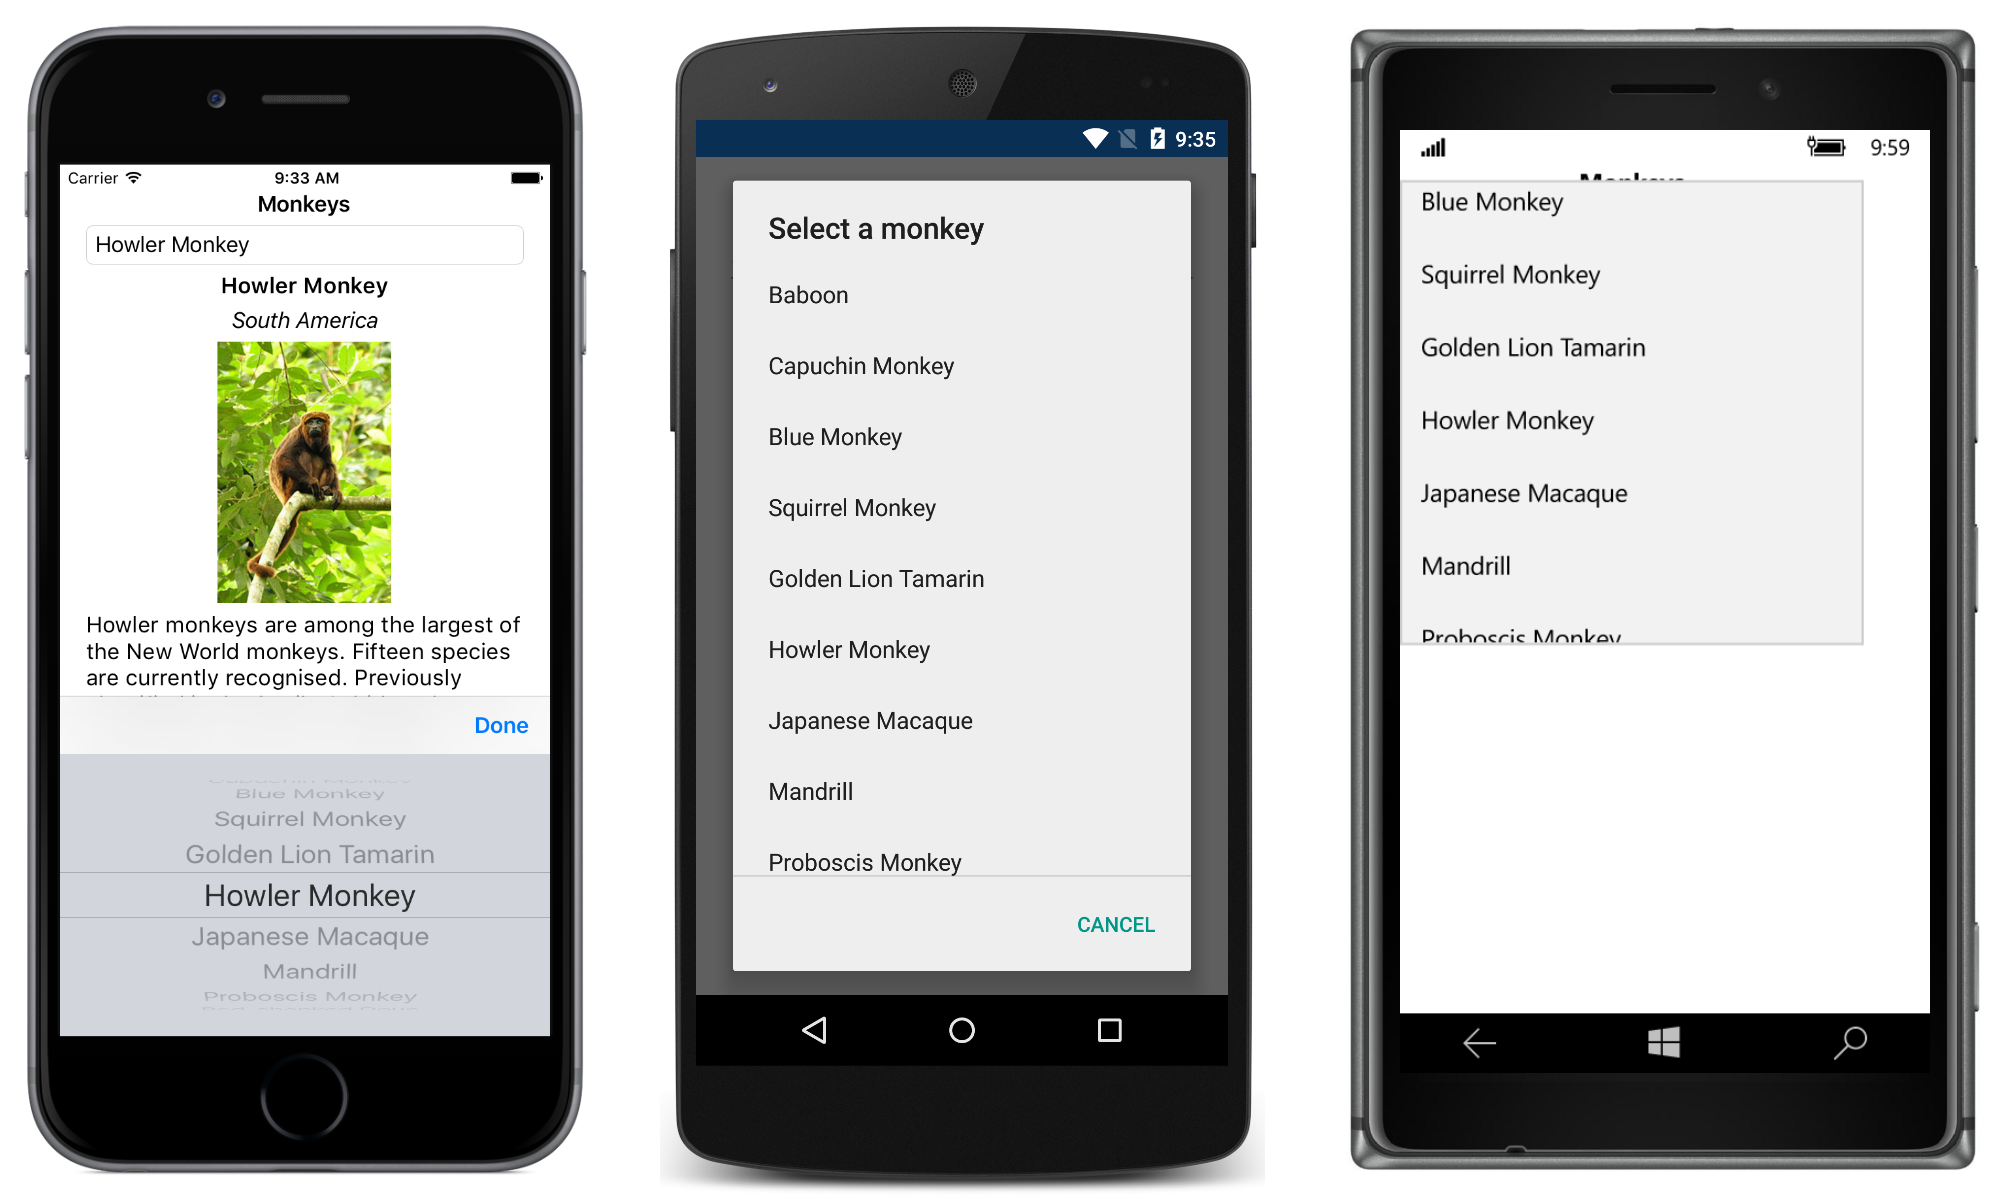 Carrier
9:33 AM
Monkeys
Howler Monkey
Howler Monkey
South America
Howler monkeys are among the largest of
the New World monkeys. Fifteen species
are currently recognised. Previously
Done
Capuchin Monkey
Blue Monkey
Squirrel Monkey
Golden Lion Tamarin
Howler Monkey
Japanese Macaque
Mandrill
Proboscis Monkey
9:35
Select a monkey
Baboon
Capuchin Monkey
Blue Monkey
Squirrel Monkey
Golden Lion Tamarin
Howler Monkey
Japanese Macaque
Mandrill
Proboscis Monkey
CANCEL
9:59
Monkeys
Blue Monkey
Squirrel Monkey
Golden Lion Tamarin
Howler Monkey
Japanese Macaque
Mandrill
Proboscis Monkey